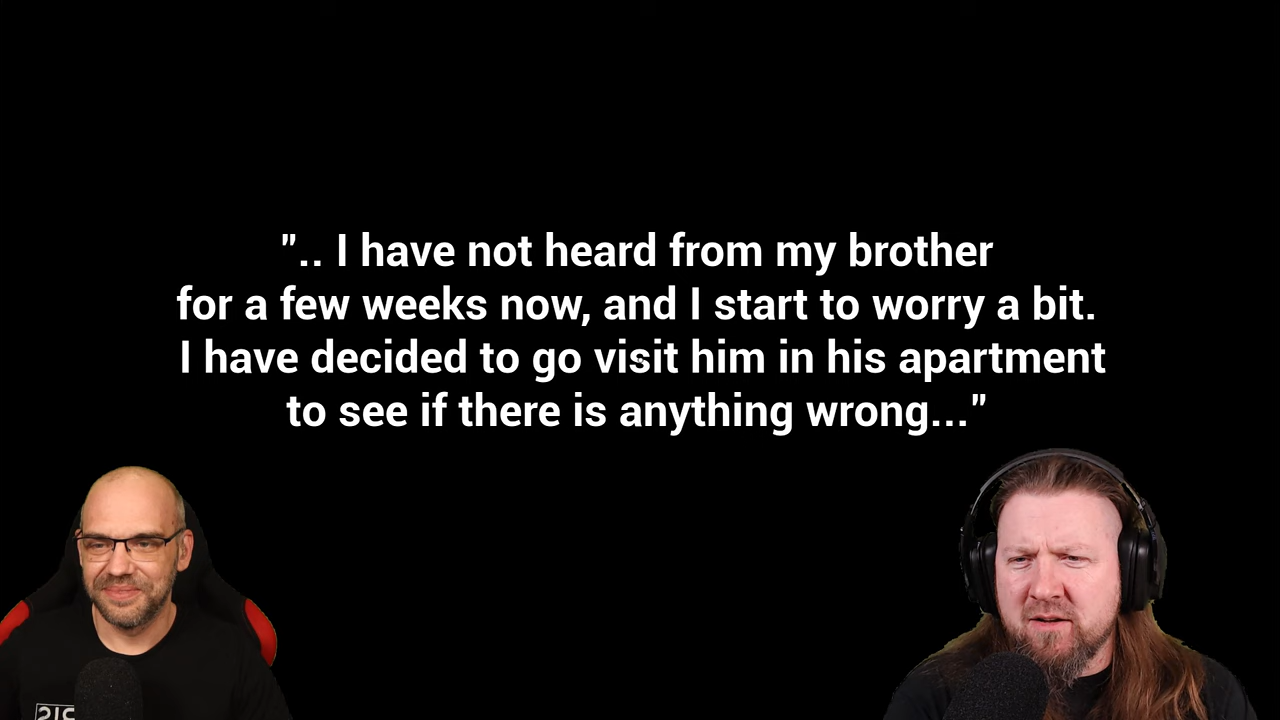 ".. I have not heard from my brother
for a few weeks now, and I start to worry a bit.
I have decided to go visit him in his apartment
to see if there is anything wrong..."